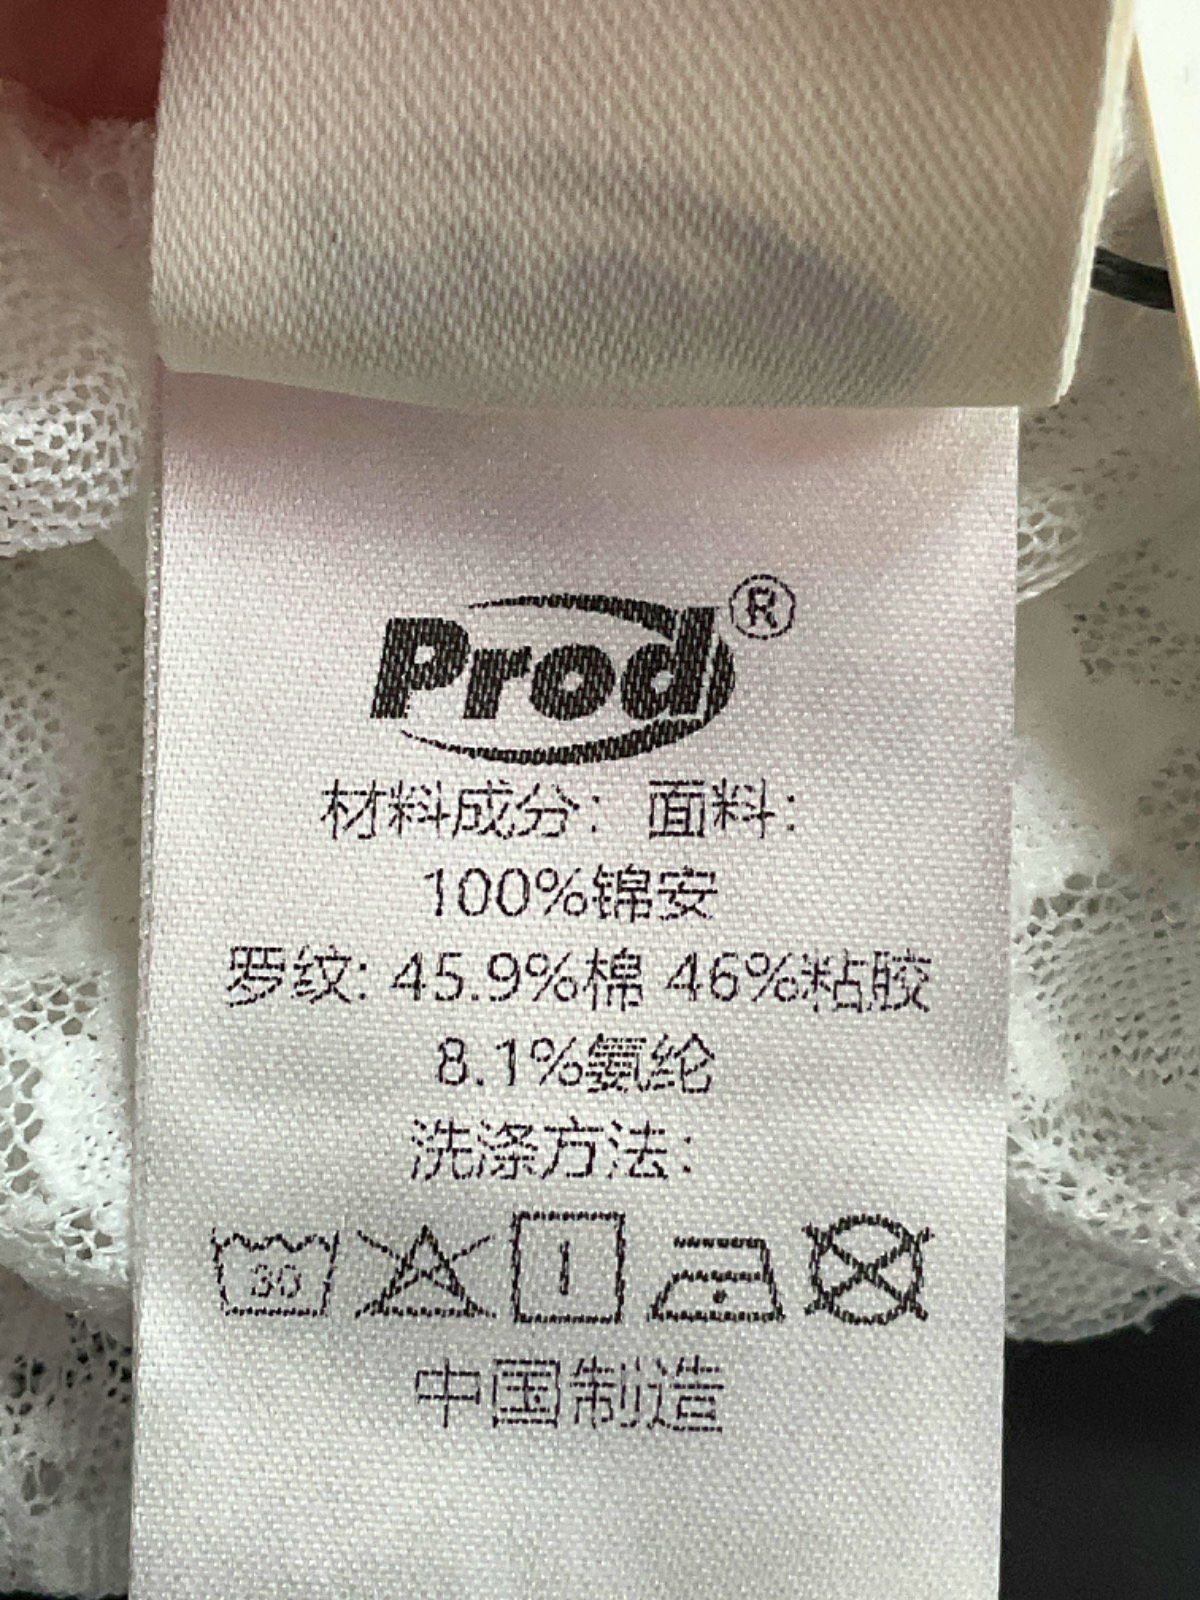 Prod®
材料成分：面料：
100%锦安
罗纹：45.9%棉 46%粘胶
8.1%氨纶
洗涤方法：
30
中国制造